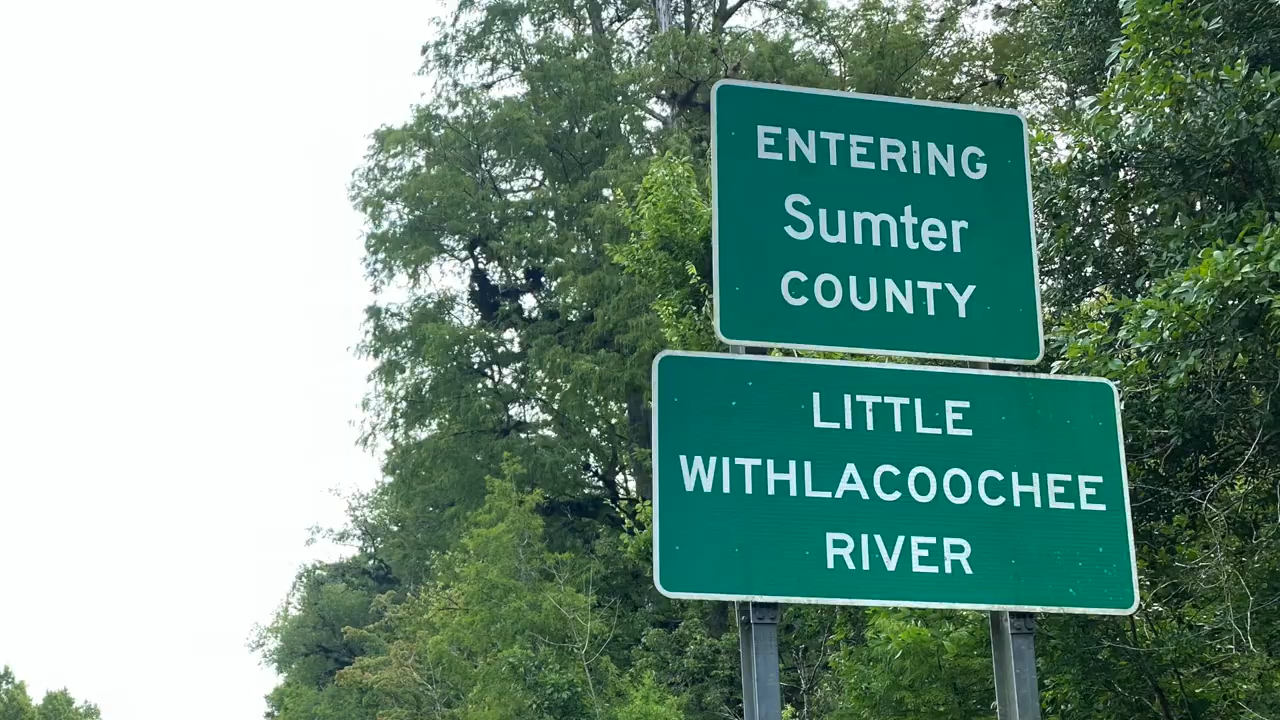 ENTERING
Sumter
COUNTY
LITTLE
WITHLACOOCHEE
RIVER